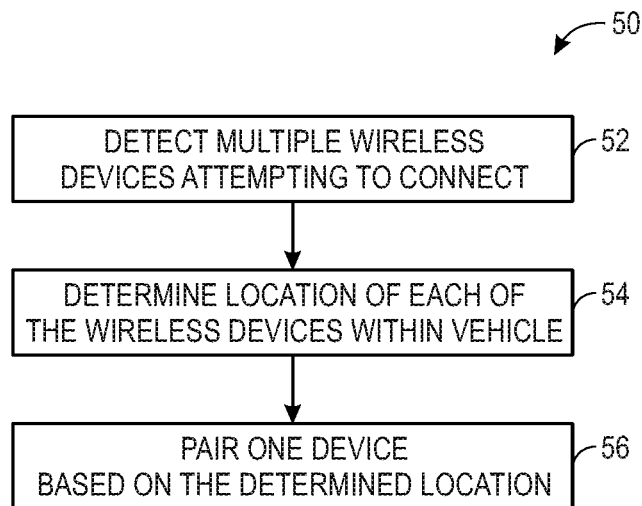 50
DETECT MULTIPLE WIRELESS
DEVICES ATTEMPTING TO CONNECT
52
DETERMINE LOCATION OF EACH OF
THE WIRELESS DEVICES WITHIN VEHICLE
54
PAIR ONE DEVICE
BASED ON THE DETERMINED LOCATION
56